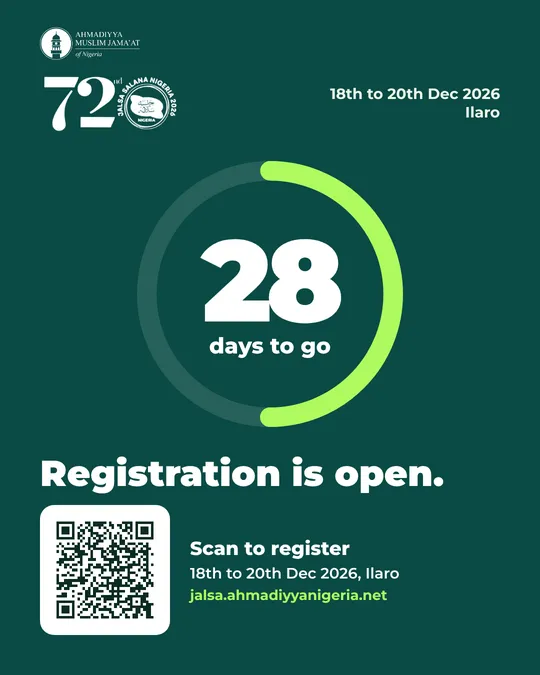 AHMADIYYA
MUSLIM JAMA'AT
of Nigeria
72nd
JALSA SALANA NIGERIA 2026
NIGERIA
18th to 20th Dec 2026
Ilaro
28
days to go
Registration is open.
Scan to register
18th to 20th Dec 2026, Ilaro
jalsa.ahmadiyyanigeria.net